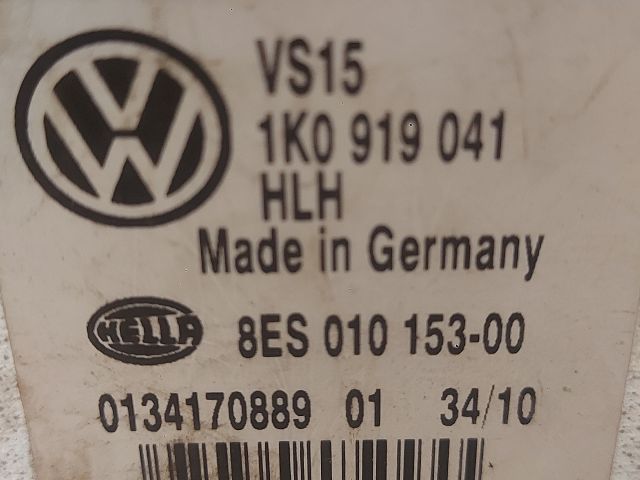 VS15
1K0 919 041
HLH
Made in Germany
HELLA 8ES 010 153-00
0134170889 01 34/10